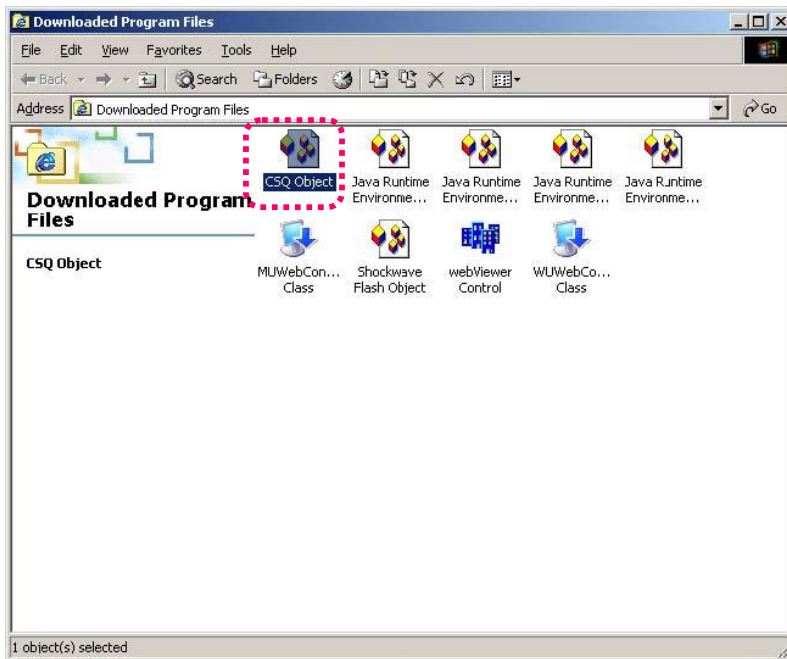 Downloaded Program Files
File Edit View Favorites Tools Help
Back Search Folders
Address Downloaded Program Files Go
Downloaded Program
Files
CSQ Object
CSQ Object Java Runtime Java Runtime Java Runtime Java Runtime
Environme... Environme... Environme... Environme...
MUWebCon... Shockwave webViewer WUWebCo...
Class Flash Object Control Class
1 object(s) selected